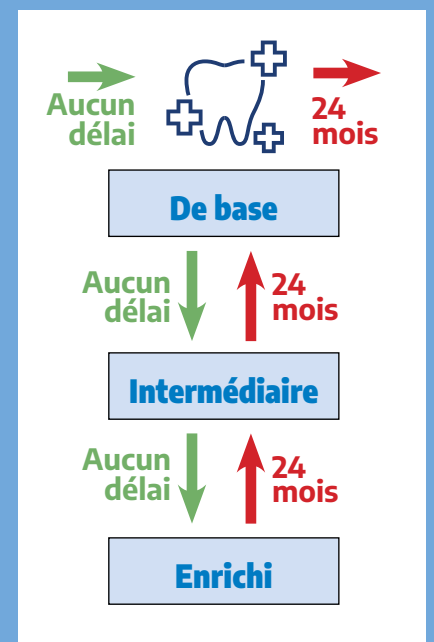 Aucun
délai
24
mois
De base
Aucun
délai
24
mois
Intermédiaire
Aucun
délai
24
mois
Enrichi